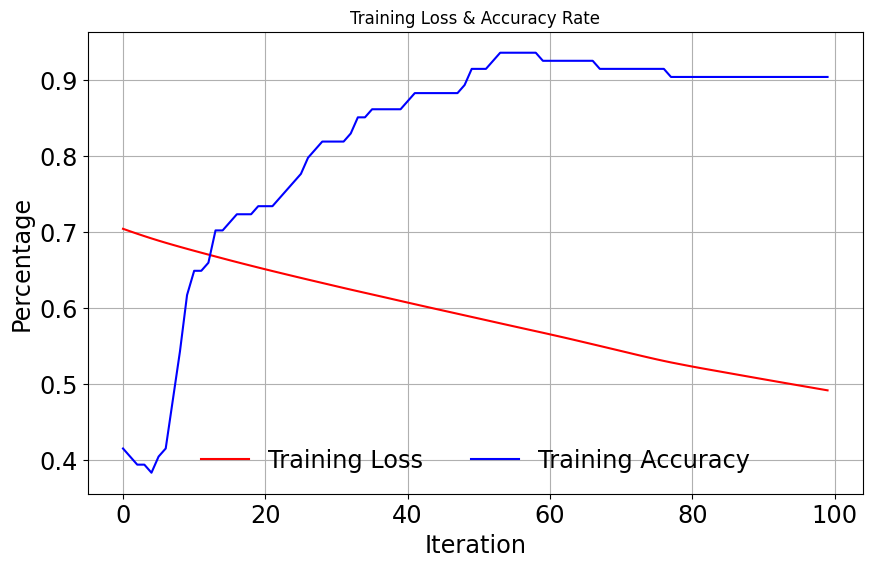 Training Loss & Accuracy Rate
Percentage
0.9
0.8
0.7
0.6
0.5
0.4
Training Loss
Training Accuracy
0 20 40 60 80 100
Iteration